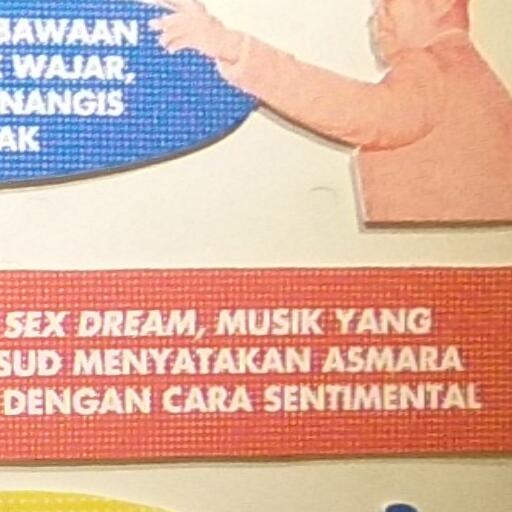 BAWAAN
WAJAR,
NANGIS
AK
SEX DREAM, MUSIK YANG
SUD MENYATAKAN ASMARA
DENGAN CARA SENTIMENTAL